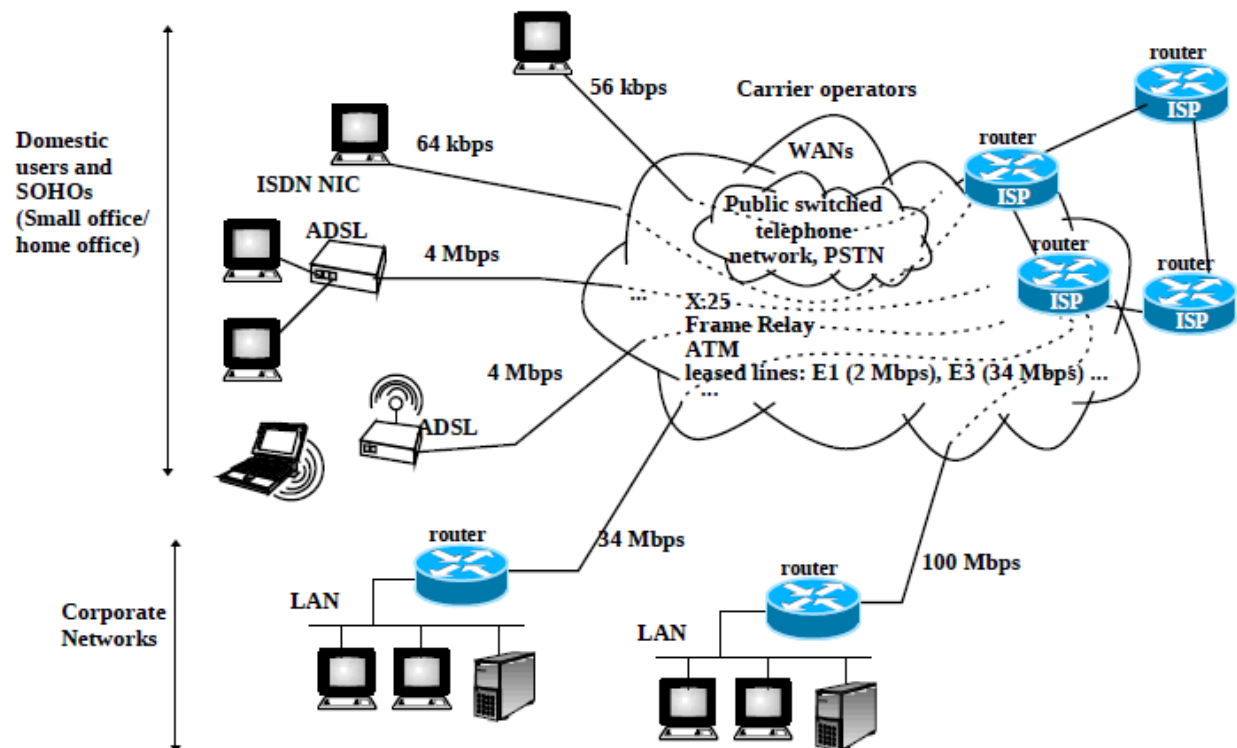 router
ISP
56 kbps
Carrier operators
router
ISP
Domestic
users and
SOHOs
(Small office/
home office)
64 kbps
WANs
ISDN NIC
Public switched
telephone
network, PSTN
...
ADSL
4 Mbps
router
ISP
router
ISP
...
X.25
Frame Relay
ATM
leased lines: E1 (2 Mbps), E3 (34 Mbps) ...
...
4 Mbps
ADSL
Corporate
Networks
router
34 Mbps
LAN
router
100 Mbps
LAN